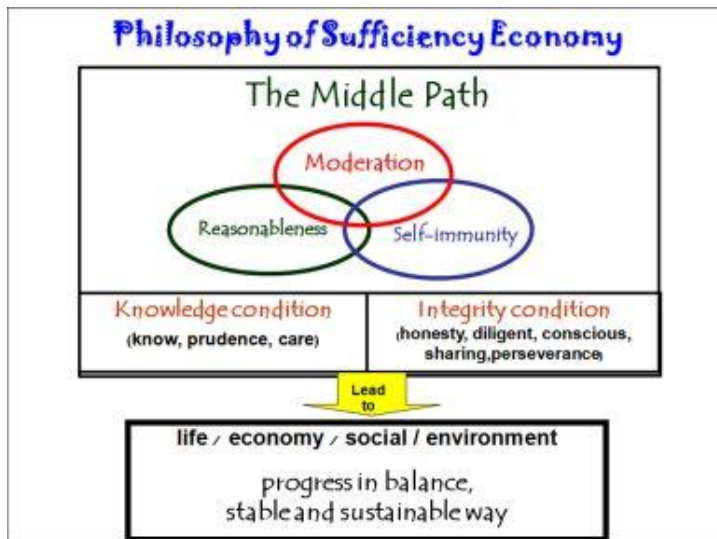 Philosophy of Sufficiency Economy
The Middle Path
Moderation
Reasonableness
Self-immunity
Knowledge condition
(know, prudence, care)
Integrity condition
(honesty, diligent, conscious,
sharing,perseverance)
Lead
to
life / economy / social / environment
progress in balance,
stable and sustainable way